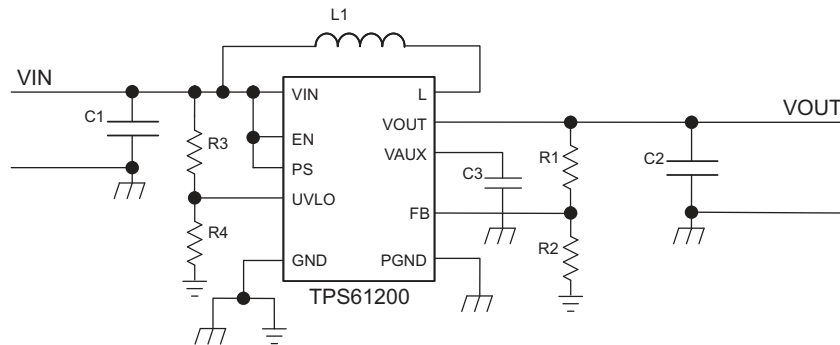 L1
VIN
VOUT
C1
R3
R4
VIN
EN
PS
UVLO
GND
L
VOUT
VAUX
FB
PGND
C3
R1
R2
C2
TPS61200